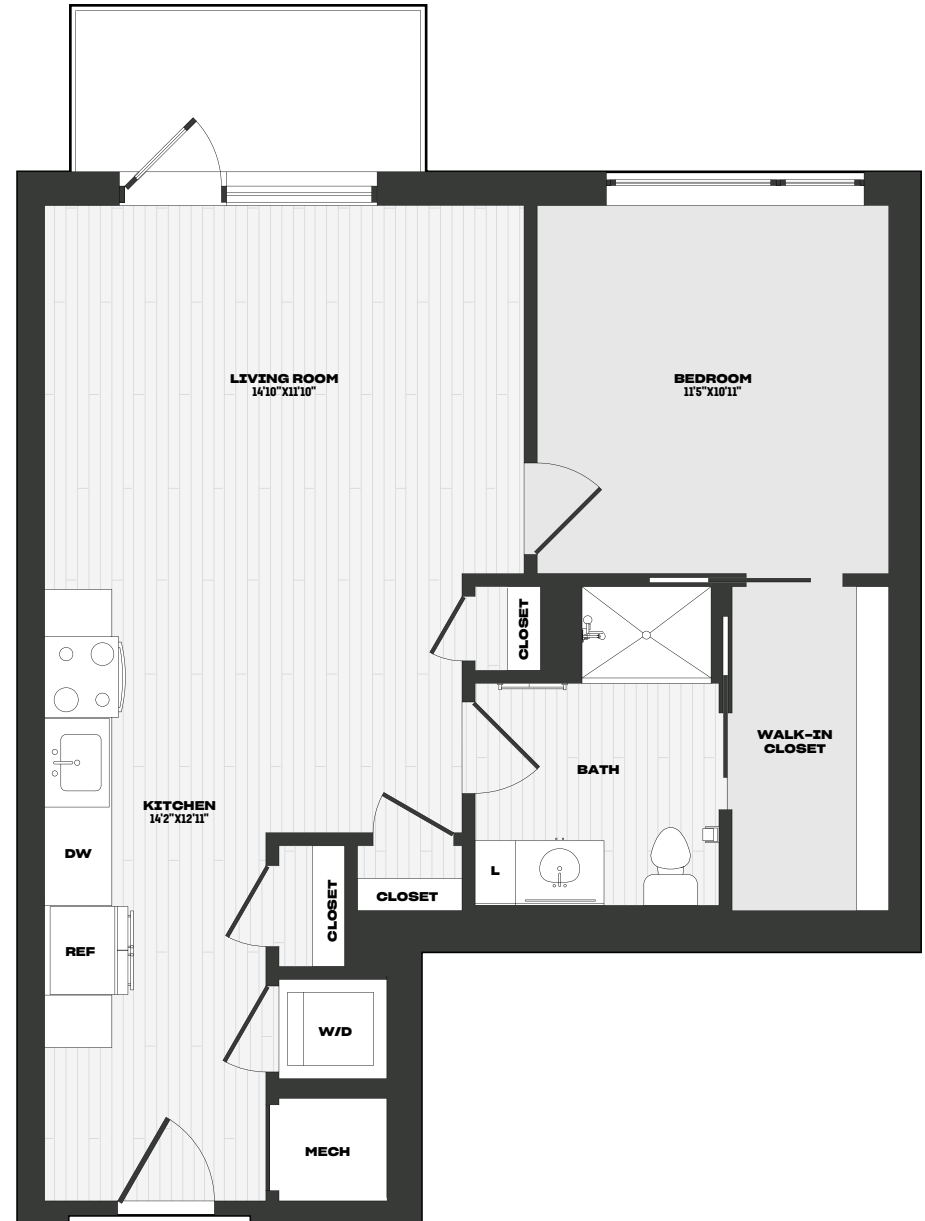 LIVING ROOM
14'10"X11'10"
BEDROOM
11'5"X10'11"
CLOSET
WALK-IN
CLOSET
BATH
KITCHEN
14'2"X12'11"
DW
L
CLOSET
CLOSET
REF
W/D
MECH